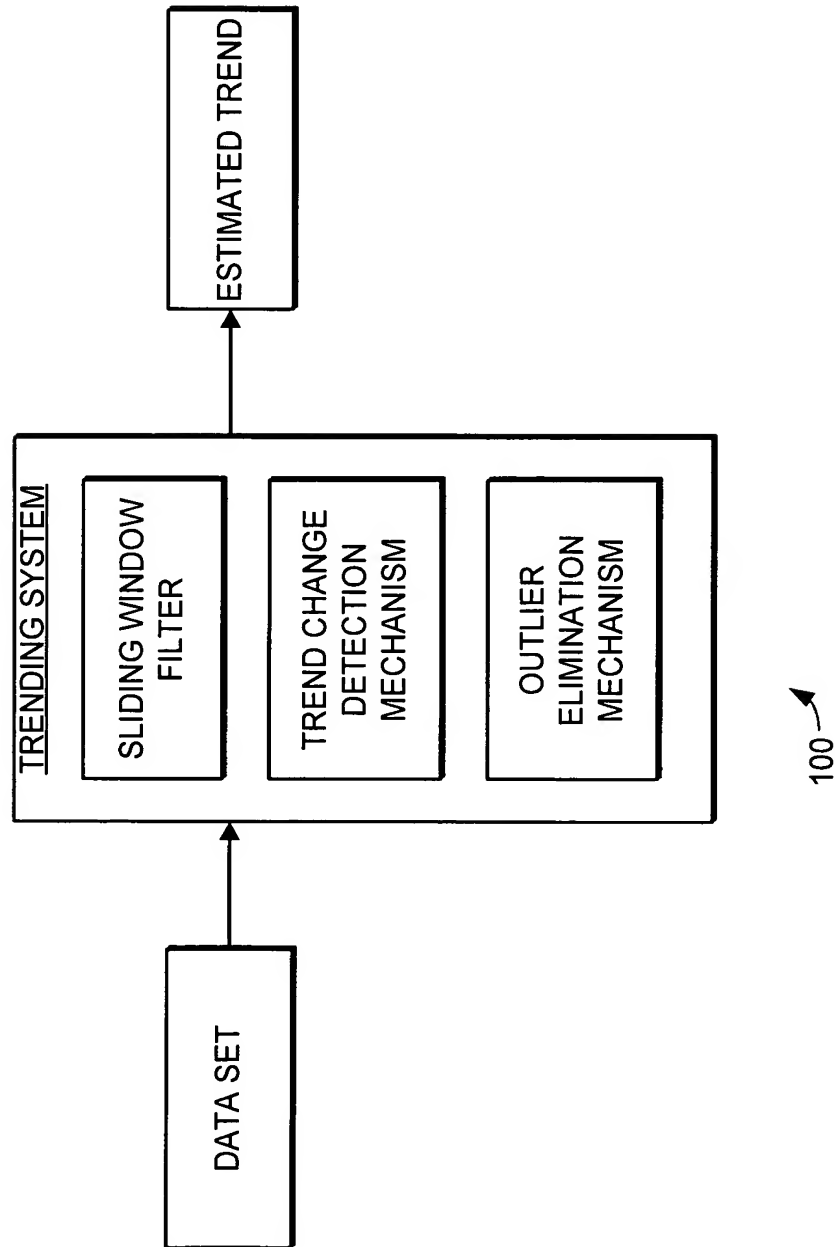 DATA SET
TRENDING SYSTEM
SLIDING WINDOW
FILTER
TREND CHANGE
DETECTION
MECHANISM
OUTLIER
ELIMINATION
MECHANISM
ESTIMATED TREND
100